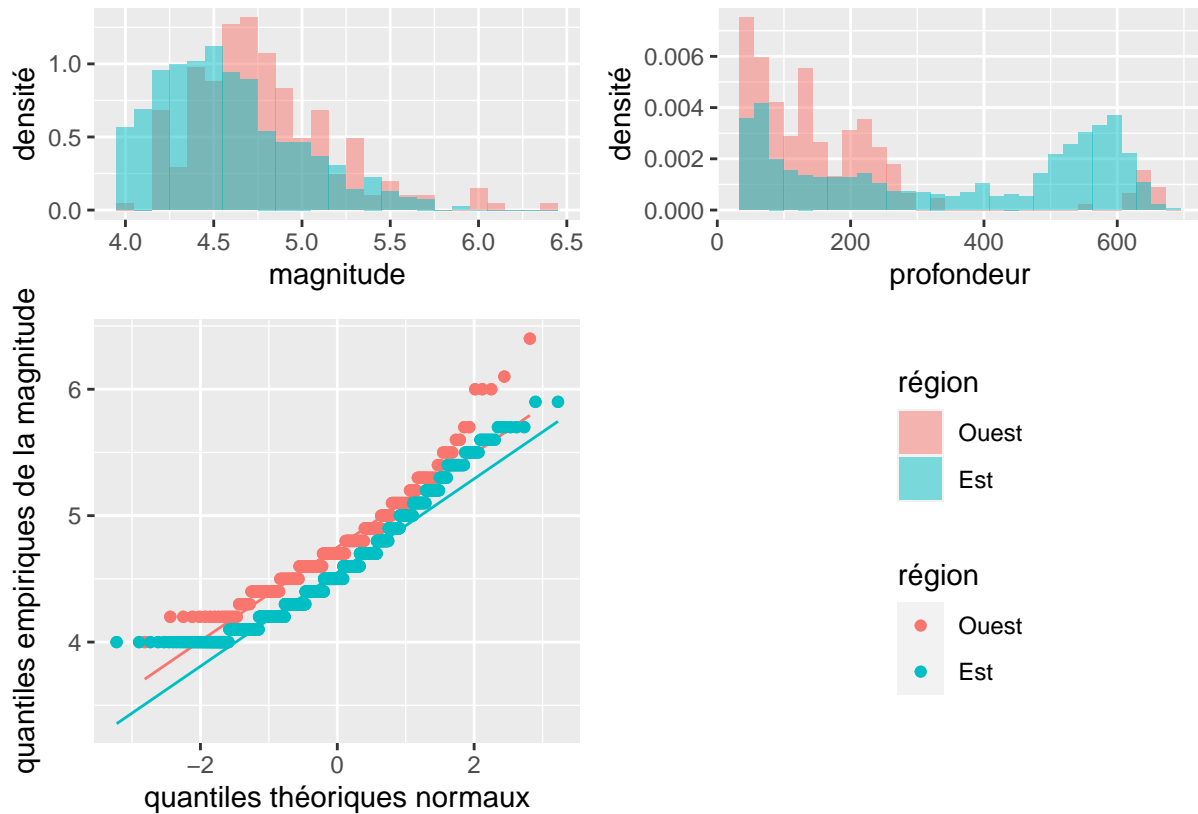 densité
1.0
0.5
0.0
4.0 4.5 5.0 5.5 6.0 6.5
magnitude
densité
0.006
0.004
0.002
0.000
0 200 400 600
profondeur
quantiles empiriques de la magnitude
6
5
4
−2 0 2
quantiles théoriques normaux
région
Ouest
Est
région
Ouest
Est